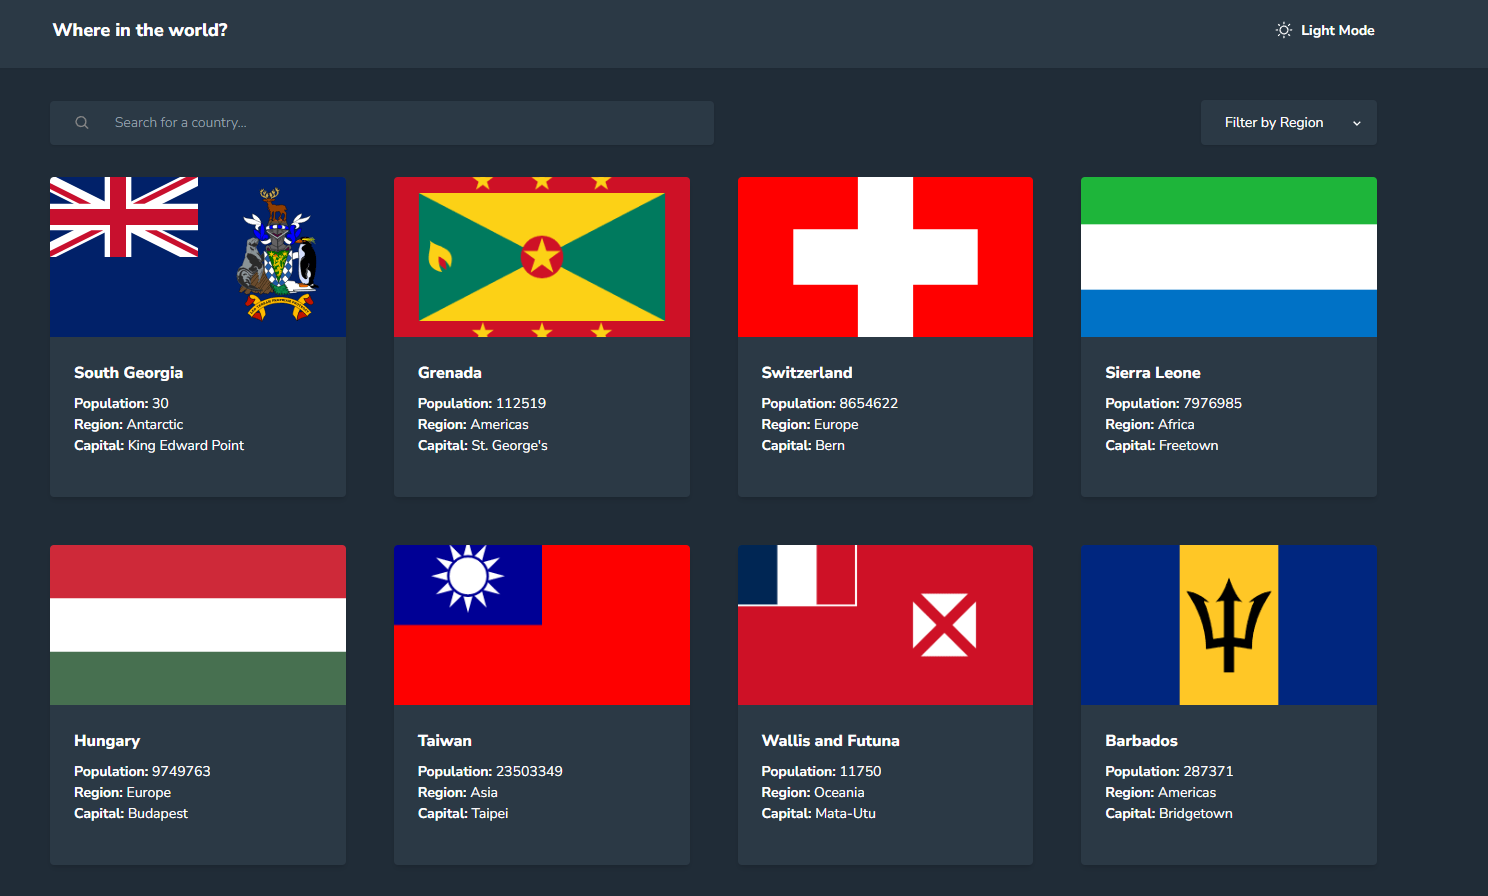 Where in the world?
Light Mode
Search for a country...
Filter by Region
South Georgia
Population: 30
Region: Antarctic
Capital: King Edward Point
Grenada
Population: 112519
Region: Americas
Capital: St. George's
Switzerland
Population: 8654622
Region: Europe
Capital: Bern
Sierra Leone
Population: 7976985
Region: Africa
Capital: Freetown
Hungary
Population: 9749763
Region: Europe
Capital: Budapest
Taiwan
Population: 23503349
Region: Asia
Capital: Taipei
Wallis and Futuna
Population: 11750
Region: Oceania
Capital: Mata-Utu
Barbados
Population: 287371
Region: Americas
Capital: Bridgetown